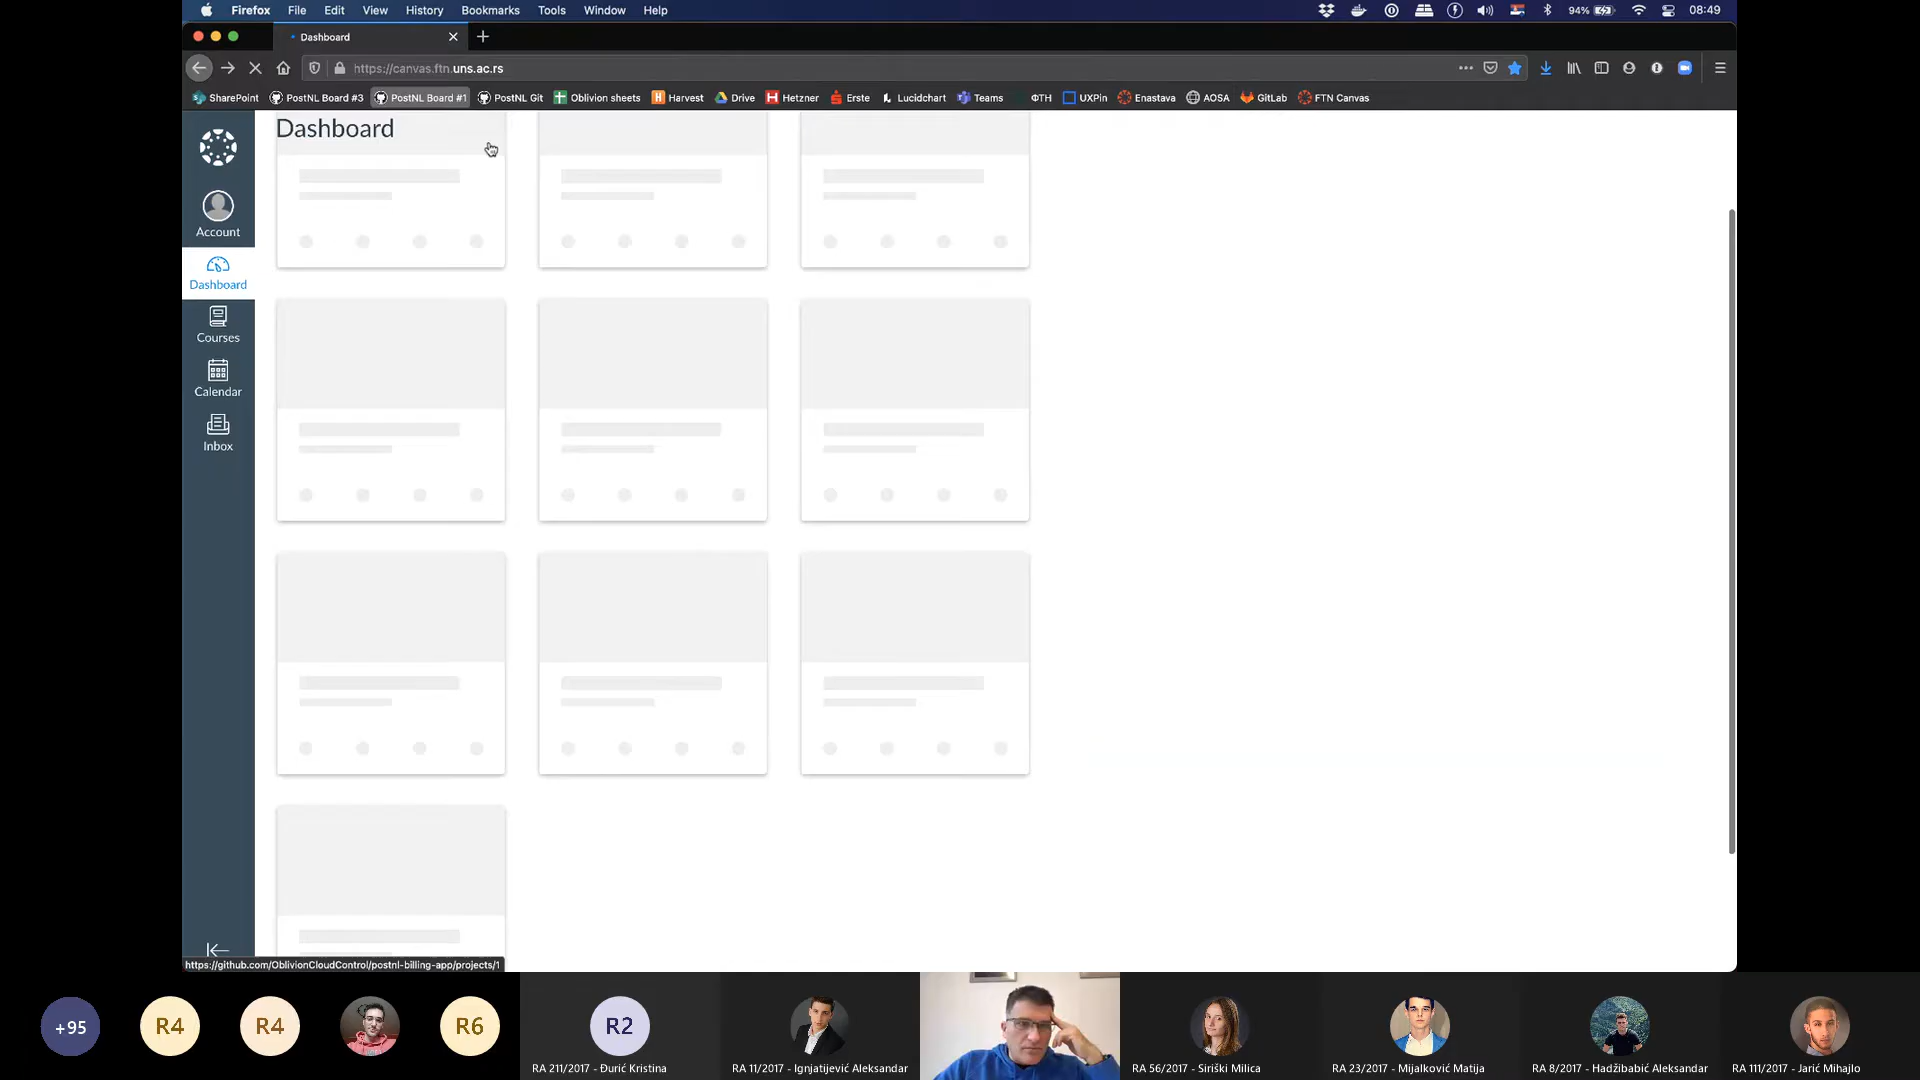 Firefox File Edit View History Bookmarks Tools Window Help 94% 08:49
Dashboard
https://canvas.ftn.uns.ac.rs
SharePoint PostNL Board #3 PostNL Board #1 PostNL Git Oblivion sheets Harvest Drive Hetzner Erste Lucidchart Teams ФТН UXPin Enastava AOSA GitLab FTN Canvas
Dashboard
Account
Dashboard
Courses
Calendar
Inbox
https://github.com/OblivionCloudControl/postnl-billing-app/projects/1
+95 R4 R4 R6 R2
RA 211/2017 - Đurić Kristina
RA 11/2017 - Ignjatijević Aleksandar
RA 56/2017 - Siriški Milica
RA 23/2017 - Mijalković Matija
RA 8/2017 - Hadžibabić Aleksandar
RA 111/2017 - Jarić Mihajlo